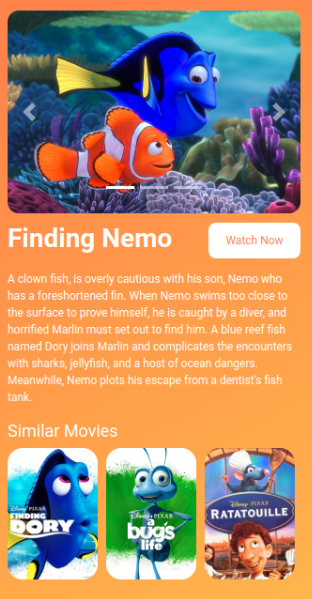 Finding Nemo
Watch Now
A clown fish, is overly cautious with his son, Nemo who
has a foreshortened fin. When Nemo swims too close to
the surface to prove himself, he is caught by a diver, and
horrified Marlin must set out to find him. A blue reef fish
named Dory joins Marlin and complicates the encounters
with sharks, jellyfish, and a host of ocean dangers.
Meanwhile, Nemo plots his escape from a dentist's fish
tank.
Similar Movies
Disney PIXAR
FINDING
DORY
Disney PIXAR
a
bug's
life
Disney PIXAR
RATATOUILLE